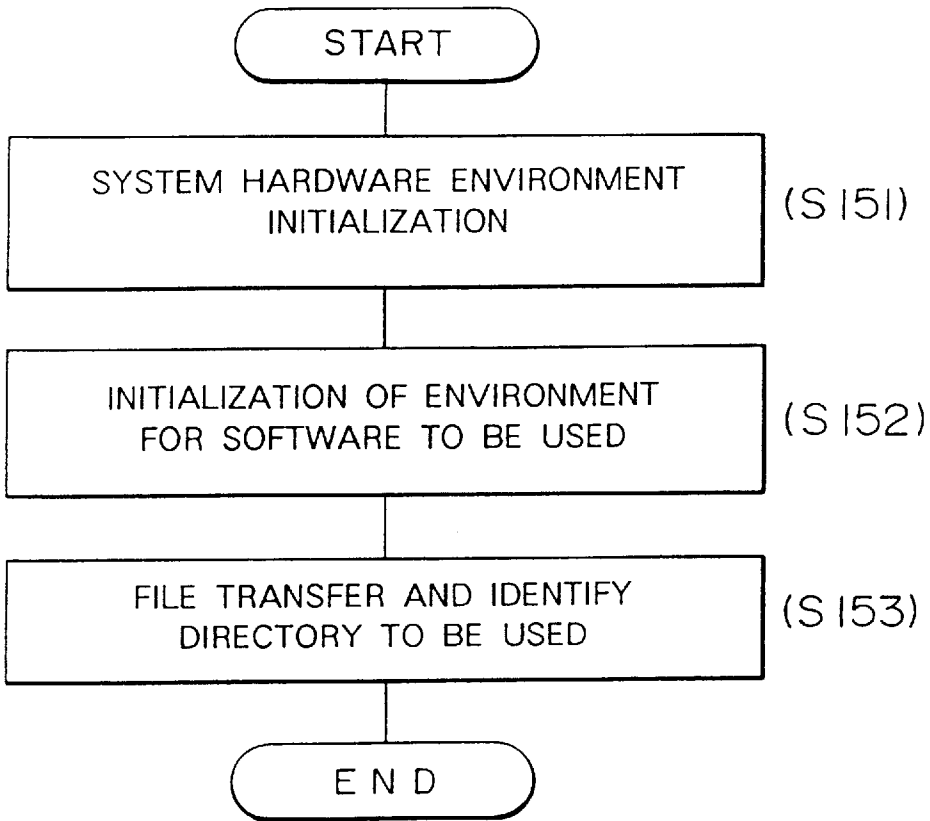 START
SYSTEM HARDWARE ENVIRONMENT
INITIALIZATION
(S151)
INITIALIZATION OF ENVIRONMENT
FOR SOFTWARE TO BE USED
(S152)
FILE TRANSFER AND IDENTIFY
DIRECTORY TO BE USED
(S153)
END